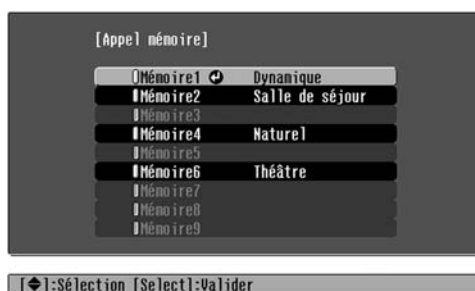 [Appel mémoire]
Mémoire1 Dynamique
Mémoire2 Salle de séjour
Mémoire3
Mémoire4 Naturel
Mémoire5
Mémoire6 Théâtre
Mémoire7
Mémoire8
Mémoire9
[◆]:Sélection [Select]:Valider